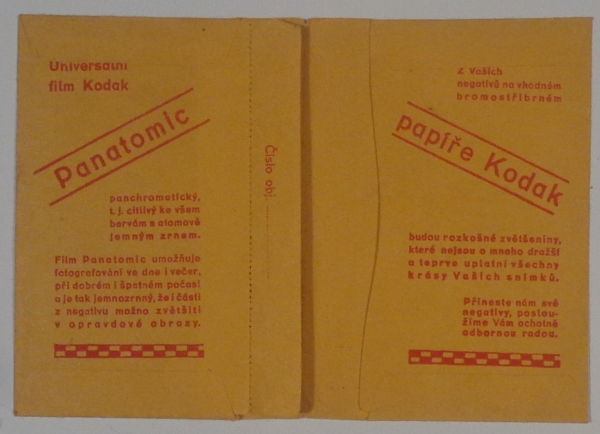 Universalní
film Kodak
Panatomic
panchromatický,
t. j. citlivý ke všem
barvám s atomově
jemným zrnem.
Film Panatomic umožňuje
fotografování ve dne i večer,
při dobrém i špatném počasí
a je tak jemnozrnný, že i části
z negativu možno zvětšiti
v opravdové obrazy.
Číslo obj.
Z Vašich
negativů na vhodném
bromostříbrném
papíře Kodak
budou rozkošné zvětšeniny,
které nejsou o mnoho dražší
a teprve uplatní všechny
krásy Vašich snímků.
Přineste nám své
negativy, poslou-
žíme Vám ochotně
odbornou radou.